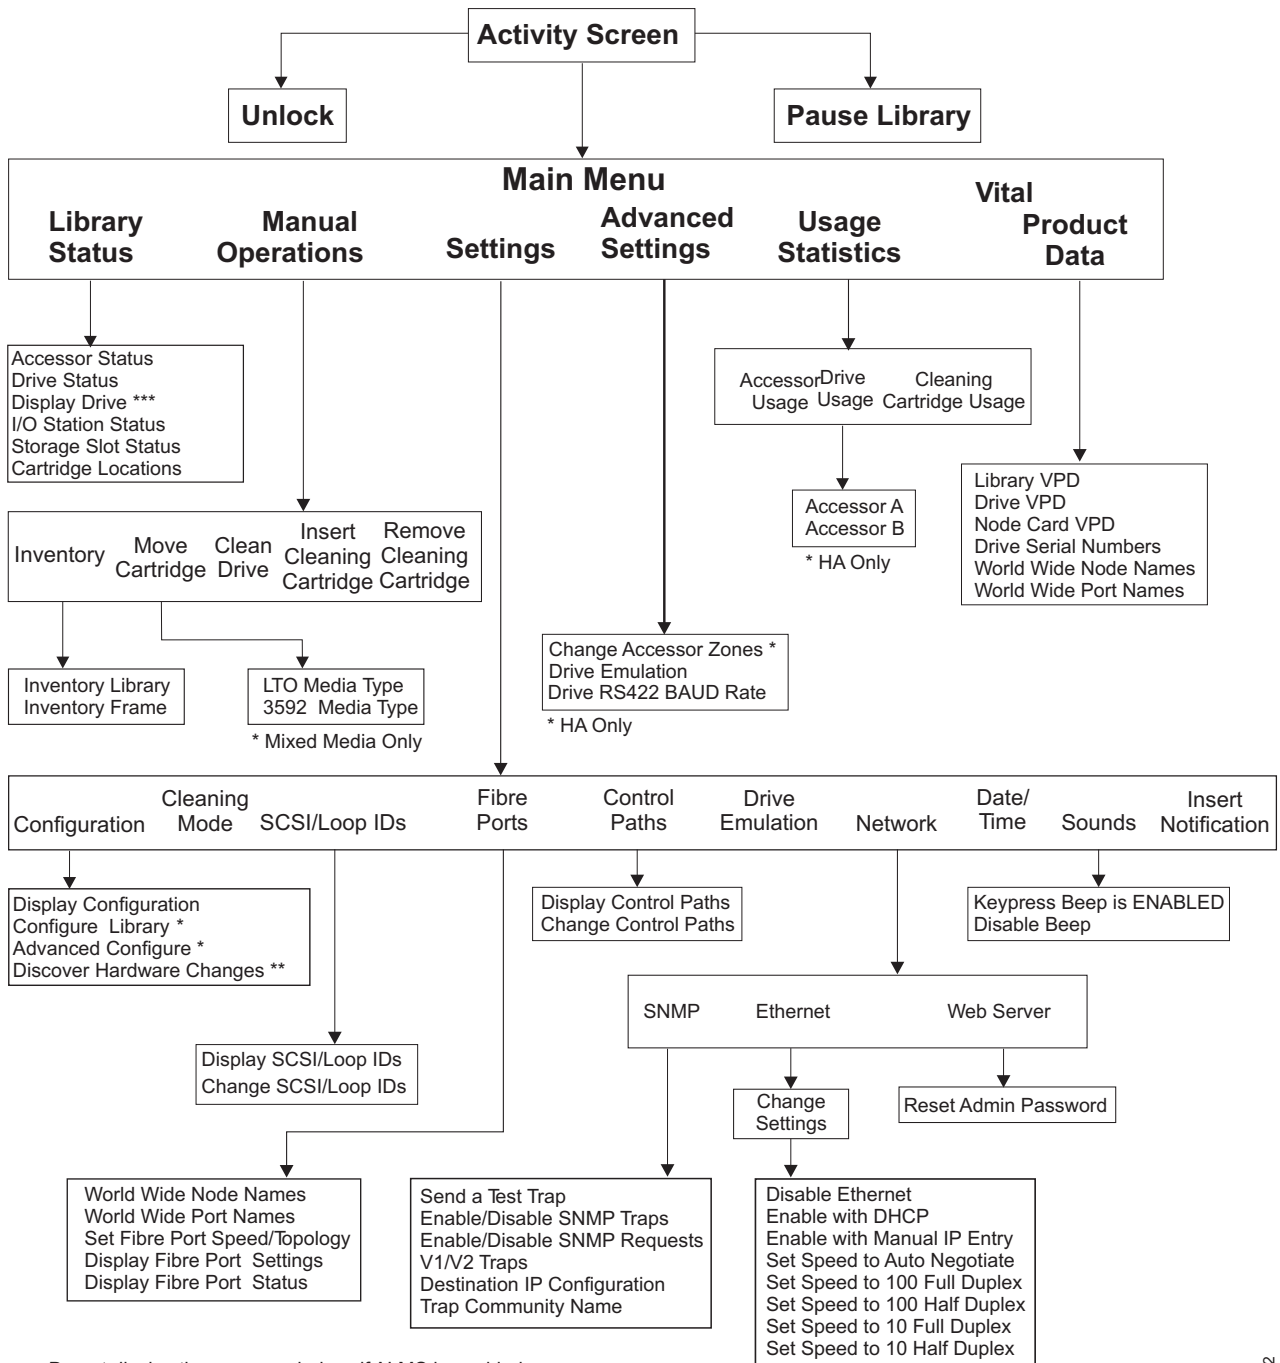 Activity Screen
Unlock
Pause Library
Main Menu
Library
Status
Manual
Operations
Settings
Advanced
Settings
Usage
Statistics
Vital
Product
Data
Accessor Status
Drive Status
Display Drive ***
I/O Station Status
Storage Slot Status
Cartridge Locations
Accessor
Usage
Drive
Usage
Cleaning
Cartridge Usage
Accessor A
Accessor B
* HA Only
Library VPD
Drive VPD
Node Card VPD
Drive Serial Numbers
World Wide Node Names
World Wide Port Names
Inventory
Move
Cartridge
Clean
Drive
Insert
Cleaning
Cartridge
Remove
Cleaning
Cartridge
Inventory Library
Inventory Frame
LTO Media Type
3592 Media Type
* Mixed Media Only
Change Accessor Zones *
Drive Emulation
Drive RS422 BAUD Rate
* HA Only
Configuration
Cleaning
Mode
SCSI/Loop IDs
Fibre
Ports
Control
Paths
Drive
Emulation
Network
Date/
Time
Sounds
Insert
Notification
Display Configuration
Configure Library *
Advanced Configure *
Discover Hardware Changes **
Display Control Paths
Change Control Paths
Keypress Beep is ENABLED
Disable Beep
SNMP
Ethernet
Web Server
Display SCSI/Loop IDs
Change SCSI/Loop IDs
Change
Settings
Reset Admin Password
World Wide Node Names
World Wide Port Names
Set Fibre Port Speed/Topology
Display Fibre Port Settings
Display Fibre Port Status
Send a Test Trap
Enable/Disable SNMP Traps
Enable/Disable SNMP Requests
V1/V2 Traps
Destination IP Configuration
Trap Community Name
Disable Ethernet
Enable with DHCP
Enable with Manual IP Entry
Set Speed to Auto Negotiate
Set Speed to 100 Full Duplex
Set Speed to 100 Half Duplex
Set Speed to 10 Full Duplex
Set Speed to 10 Half Duplex